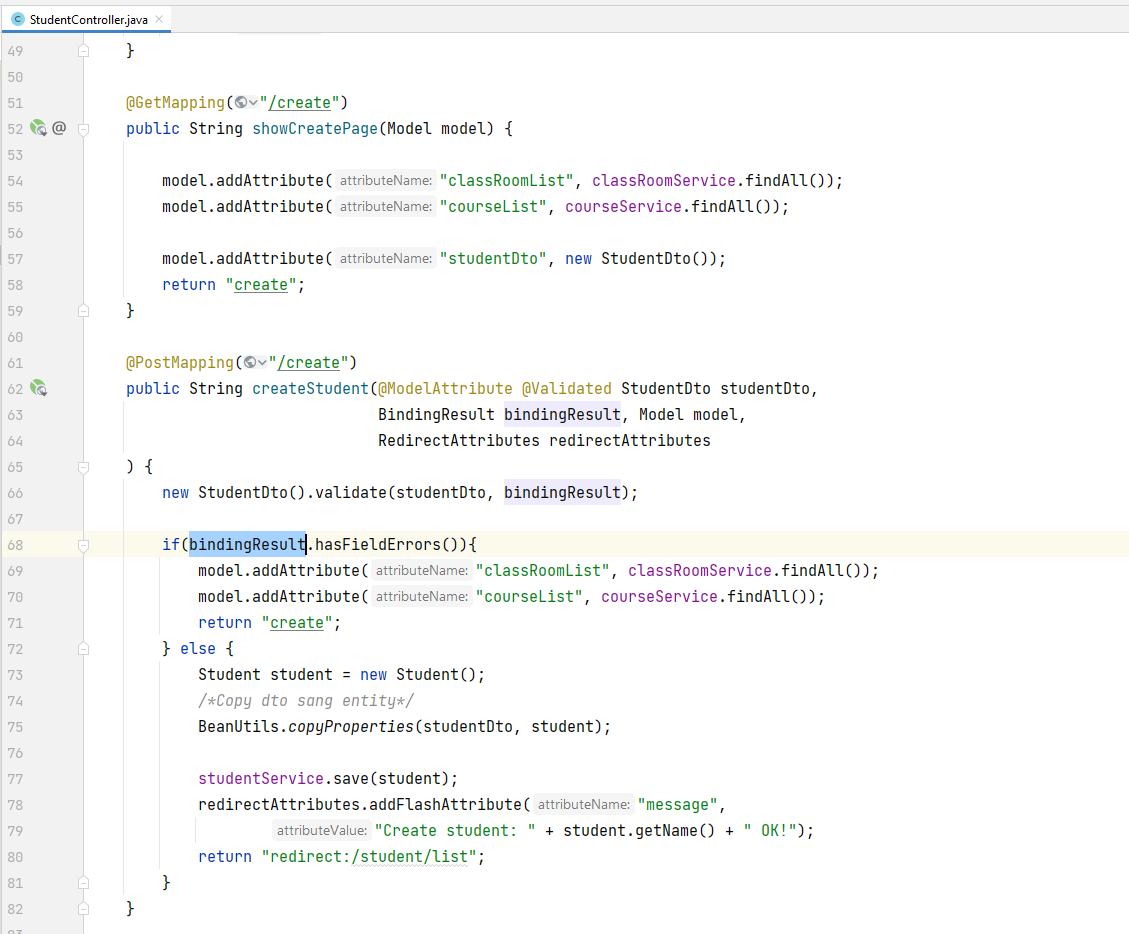 C StudentController.java ×
49 }
50
51 @GetMapping("/create")
52 @ public String showCreatePage(Model model) {
53
54 model.addAttribute( attributeName: "classRoomList", classRoomService.findAll());
55 model.addAttribute( attributeName: "courseList", courseService.findAll());
56
57 model.addAttribute( attributeName: "studentDto", new StudentDto());
58 return "create";
59 }
60
61 @PostMapping("/create")
62 public String createStudent(@ModelAttribute @Validated StudentDto studentDto,
63 BindingResult bindingResult, Model model,
64 RedirectAttributes redirectAttributes
65 ) {
66 new StudentDto().validate(studentDto, bindingResult);
67
68 if(bindingResult.hasFieldErrors()){
69 model.addAttribute( attributeName: "classRoomList", classRoomService.findAll());
70 model.addAttribute( attributeName: "courseList", courseService.findAll());
71 return "create";
72 } else {
73 Student student = new Student();
74 /*Copy dto sang entity*/
75 BeanUtils.copyProperties(studentDto, student);
76
77 studentService.save(student);
78 redirectAttributes.addFlashAttribute( attributeName: "message",
79 attributeValue: "Create student: " + student.getName() + " OK!");
80 return "redirect:/student/list";
81 }
82 }